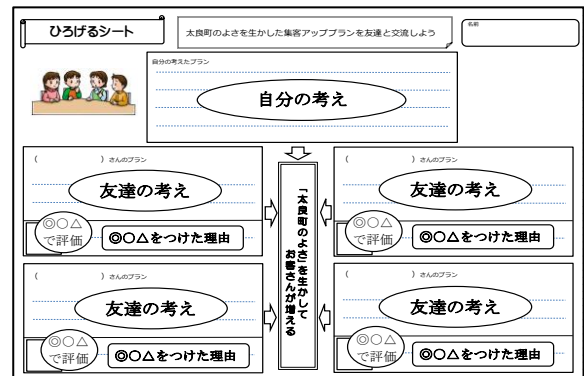 ひろげるシート
太良町のよさを生かした集客アッププランを友達と交流しよう
名前
自分の考えたプラン
自分の考え
( ) さんのプラン
友達の考え
◎○△
で評価
◎○△をつけた理由
( ) さんのプラン
友達の考え
◎○△
で評価
◎○△をつけた理由
「太良町のよさ」を生かして
お客さんが増える
( ) さんのプラン
友達の考え
◎○△
で評価
◎○△をつけた理由
( ) さんのプラン
友達の考え
◎○△
で評価
◎○△をつけた理由